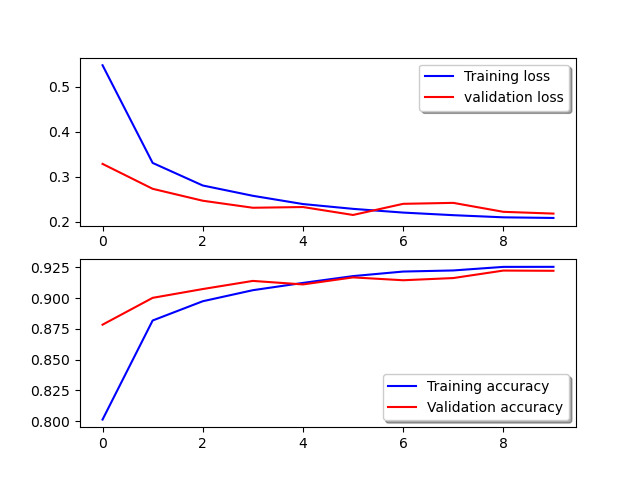 0.5
0.4
0.3
0.2
Training loss
validation loss
0 2 4 6 8
0.925
0.900
0.875
0.850
0.825
0.800
Training accuracy
Validation accuracy
0 2 4 6 8